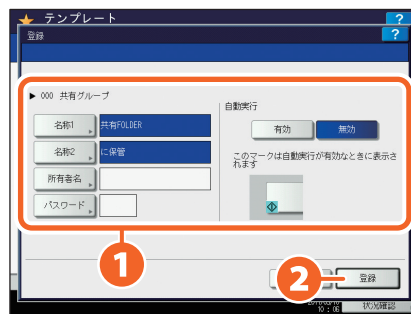 テンプレート
?
登録
?
▶ 000 共有グループ
名称1 共有FOLDER
名称2 に保管
所有者名
パスワード
自動実行
有効 無効
このマークは自動実行が有効なときに表示さ
れます
1
2
登録
10:06 状況確認